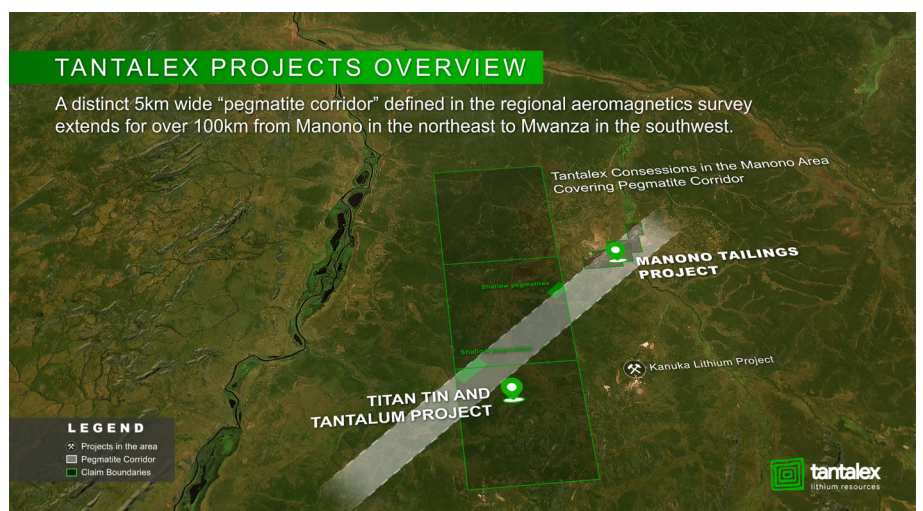 TANTALEX PROJECTS OVERVIEW
A distinct 5km wide “pegmatite corridor” defined in the regional aeromagnetics survey
extends for over 100km from Manono in the northeast to Mwanza in the southwest.
Tantalex Consessions in the Manono Area
Covering Pegmatite Corridor
MANONO TAILINGS
PROJECT
Shallow pegmatites
Shallow pegmatites
Kanuka Lithium Project
TITAN TIN AND
TANTALUM PROJECT
LEGEND
Projects in the area
Pegmatite Corridor
Claim Boundaries
tantalex
lithium resources